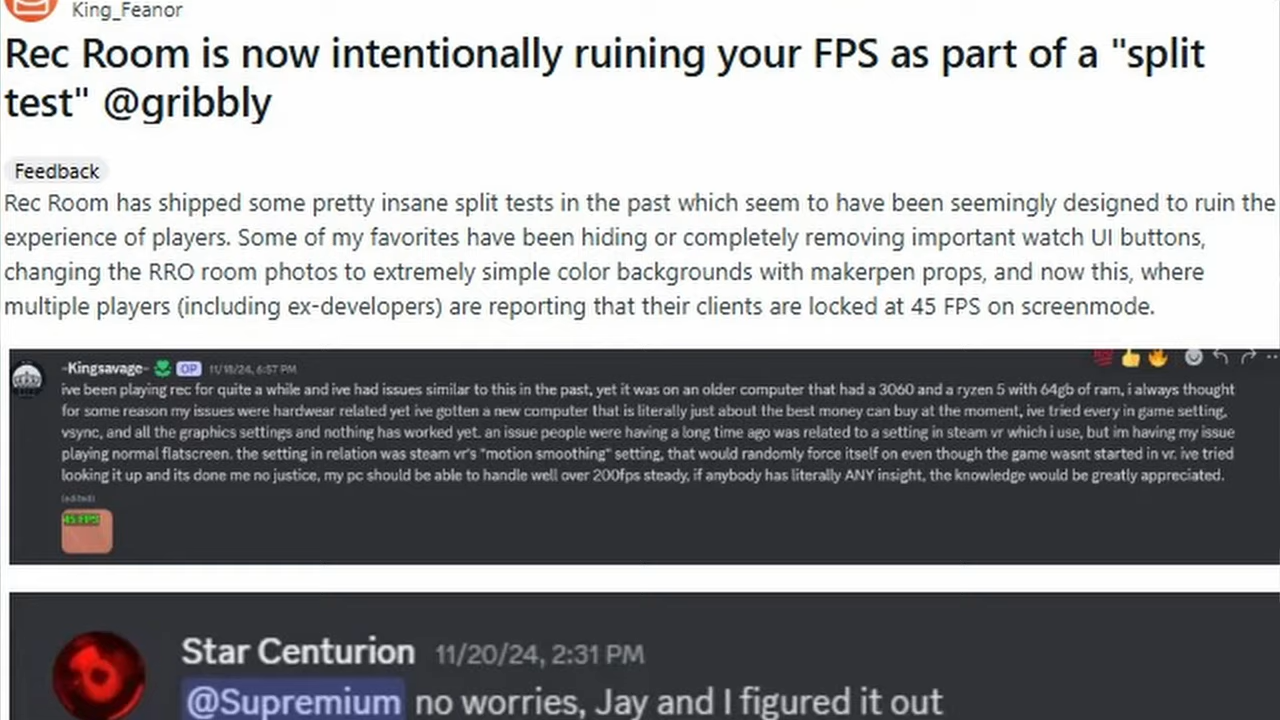 King_Feanor
Rec Room is now intentionally ruining your FPS as part of a "split
test" @gribbly
Feedback
Rec Room has shipped some pretty insane split tests in the past which seem to have been seemingly designed to ruin the
experience of players. Some of my favorites have been hiding or completely removing important watch UI buttons,
changing the RRO room photos to extremely simple color backgrounds with makerpen props, and now this, where
multiple players (including ex-developers) are reporting that their clients are locked at 45 FPS on screenmode.
-Kingsavage- OP 11/18/24, 6:57 PM
ive been playing rec for quite a while and ive had issues similar to this in the past, yet it was on an older computer that had a 3060 and a ryzen 5 with 64gb of ram, i always thought
for some reason my issues were hardwear related yet ive gotten a new computer that is literally just about the best money can buy at the moment, ive tried every in game setting,
vsync, and all the graphics settings and nothing has worked yet. an issue people were having a long time ago was related to a setting in steam vr which i use, but im having my issue
playing normal flatscreen. the setting in relation was steam vr's "motion smoothing" setting, that would randomly force itself on even though the game wasnt started in vr. ive tried
looking it up and its done me no justice, my pc should be able to handle well over 200fps steady, if anybody has literally ANY insight, the knowledge would be greatly appreciated.
(edited)
45 FPS
Star Centurion 11/20/24, 2:31 PM
@Supremium no worries, Jay and I figured it out